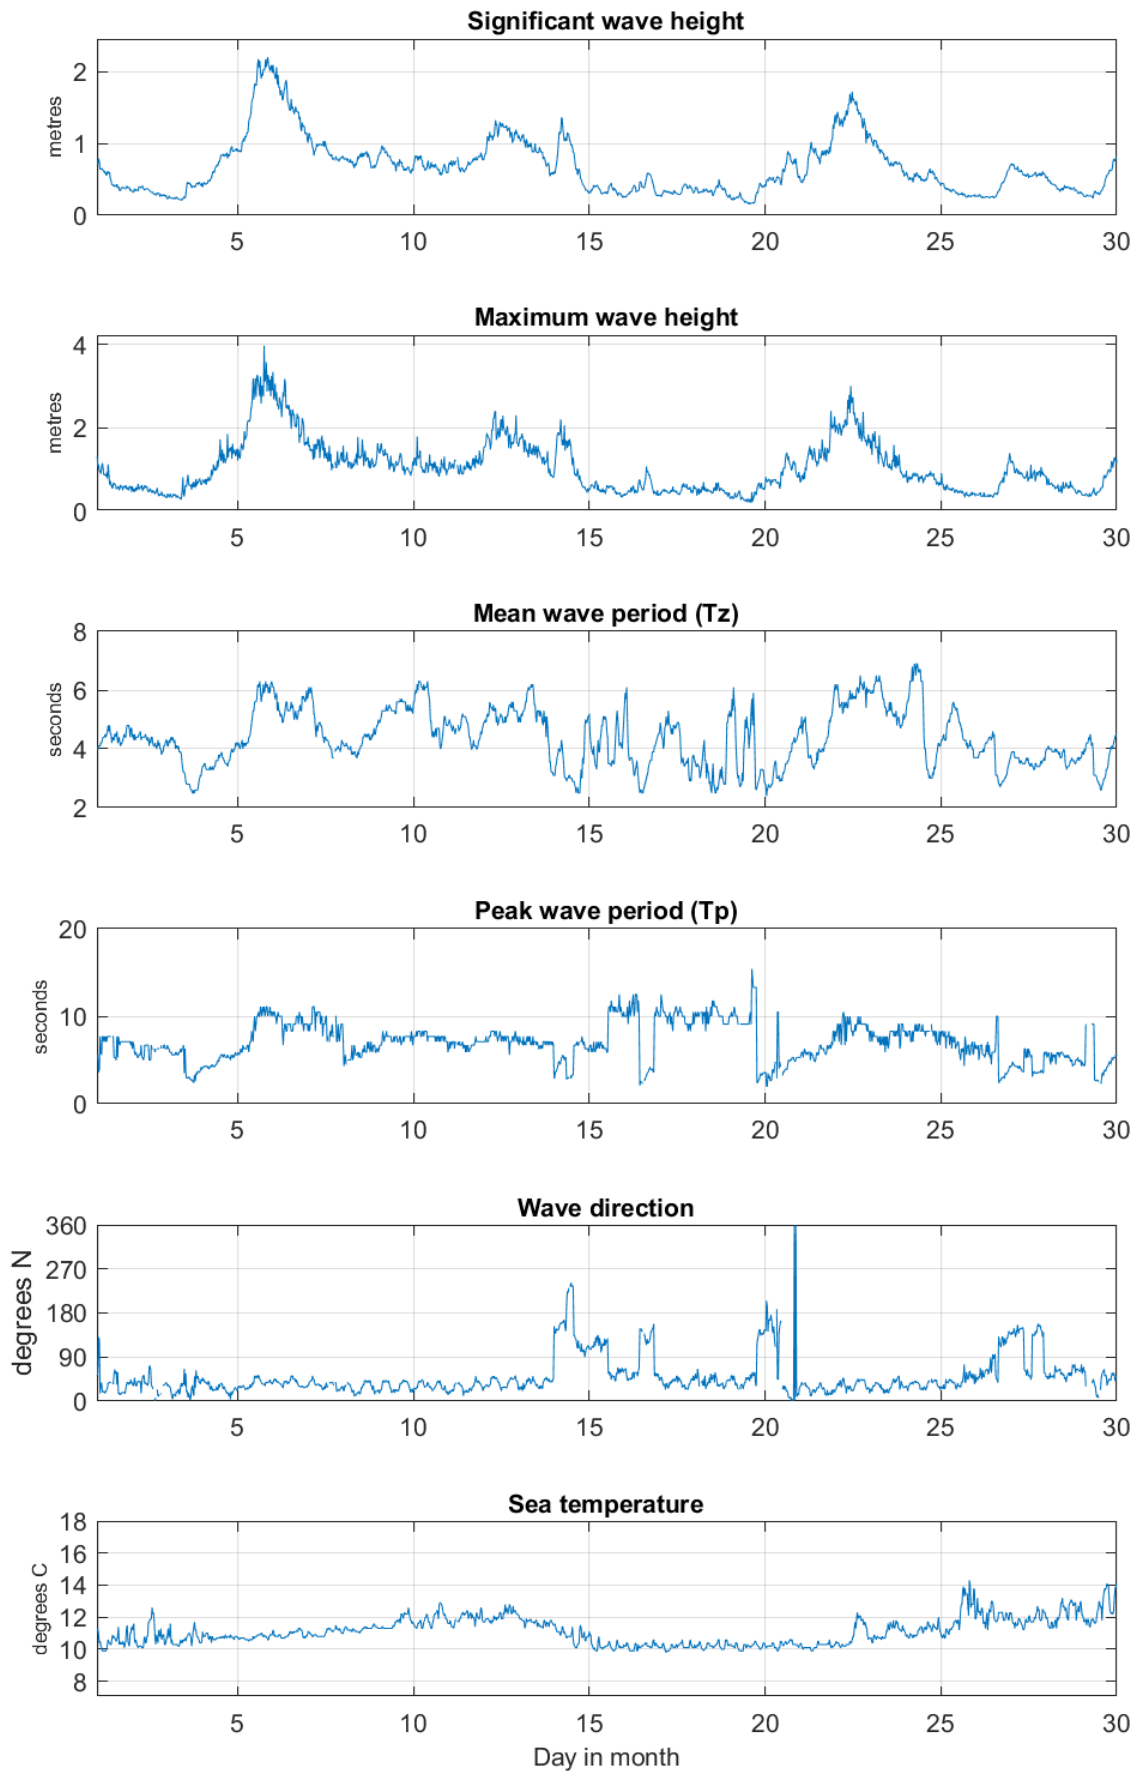 Significant wave height
metres
2
1
0
5 10 15 20 25 30
Maximum wave height
metres
4
2
0
5 10 15 20 25 30
Mean wave period (Tz)
seconds
8
6
4
2
5 10 15 20 25 30
Peak wave period (Tp)
seconds
20
10
0
5 10 15 20 25 30
Wave direction
degrees N
360
270
180
90
0
5 10 15 20 25 30
Sea temperature
degrees C
18
16
14
12
10
8
5 10 15 20 25 30
Day in month